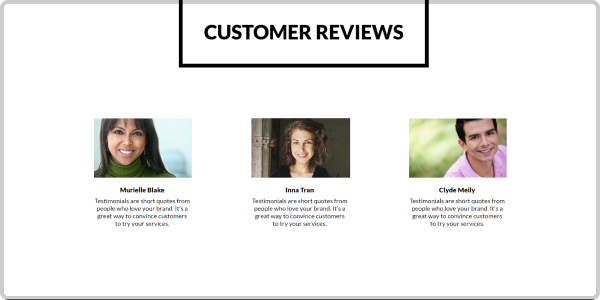 CUSTOMER REVIEWS
Murielle Blake
Testimonials are short quotes from
people who love your brand. It's a
great way to convince customers
to try your services.
Inna Tran
Testimonials are short quotes from
people who love your brand. It's a
great way to convince customers
to try your services.
Clyde Meily
Testimonials are short quotes from
people who love your brand. It's a
great way to convince customers
to try your services.